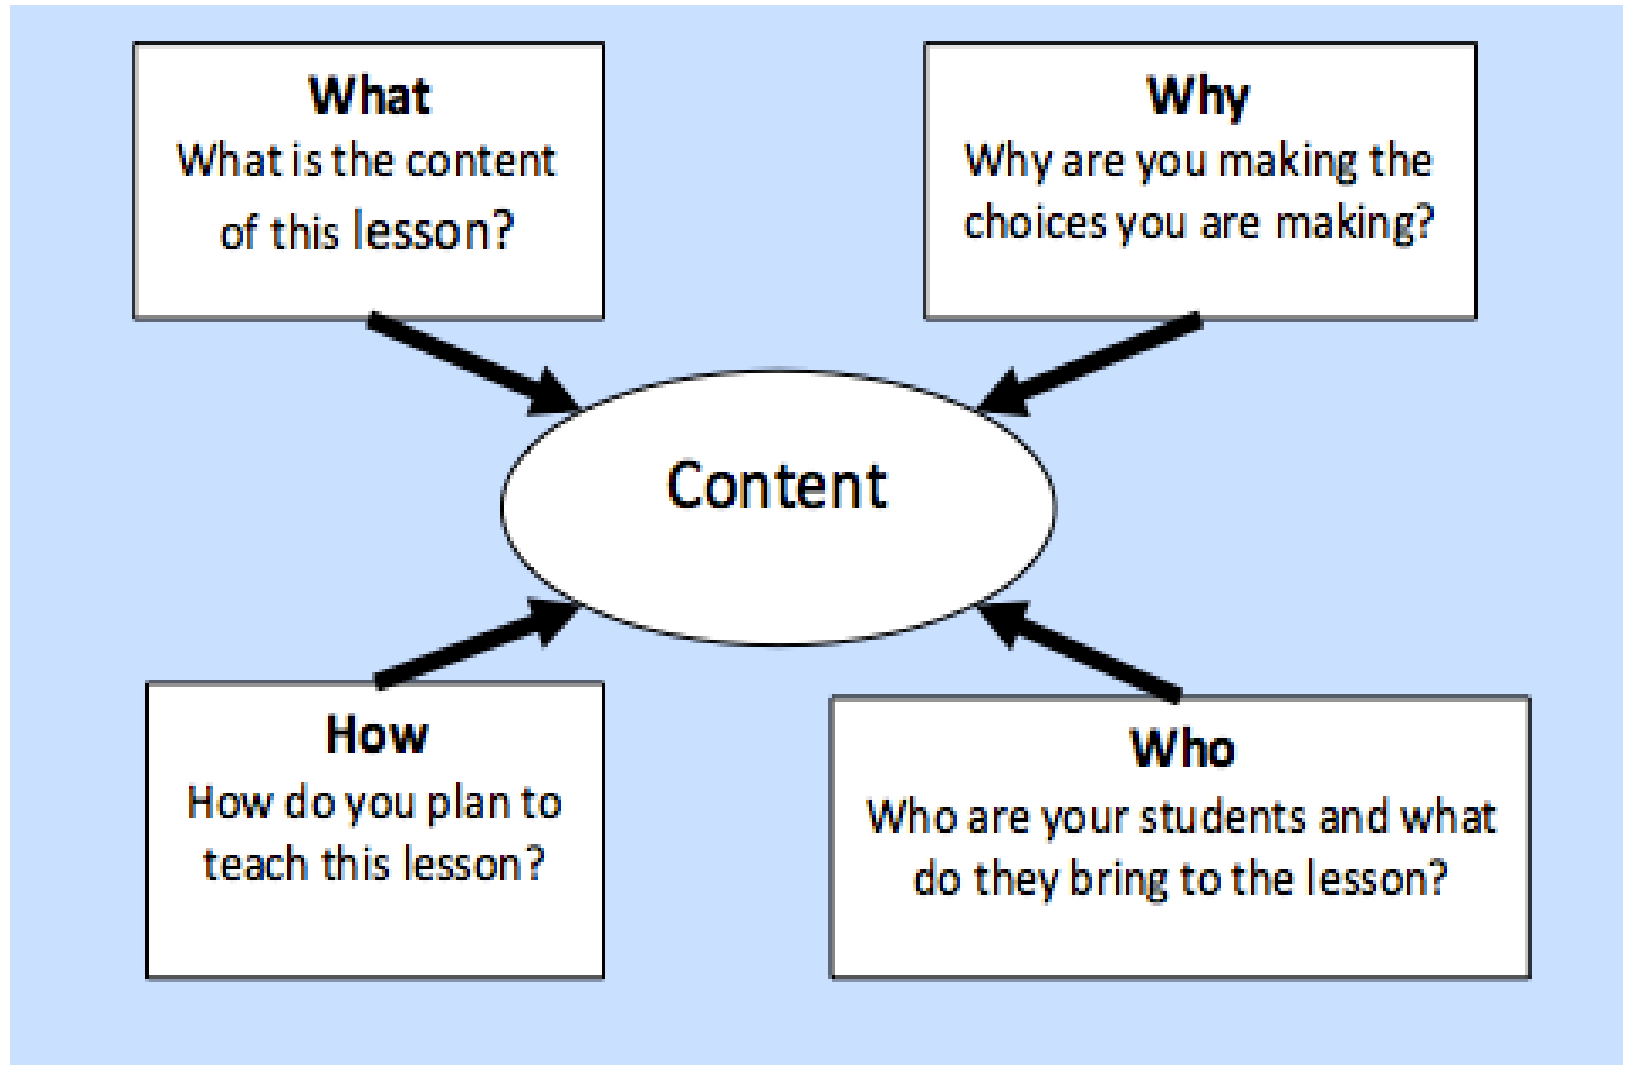 What
What is the content
of this lesson?
Why
Why are you making the
choices you are making?
Content
How
How do you plan to
teach this lesson?
Who
Who are your students and what
do they bring to the lesson?